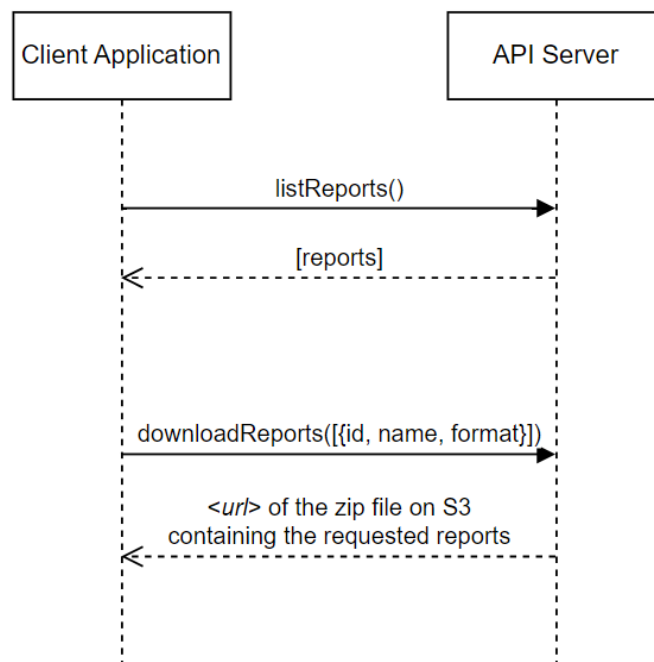 Client Application
API Server
listReports()
[reports]
downloadReports([{id, name, format}])
<url> of the zip file on S3
containing the requested reports